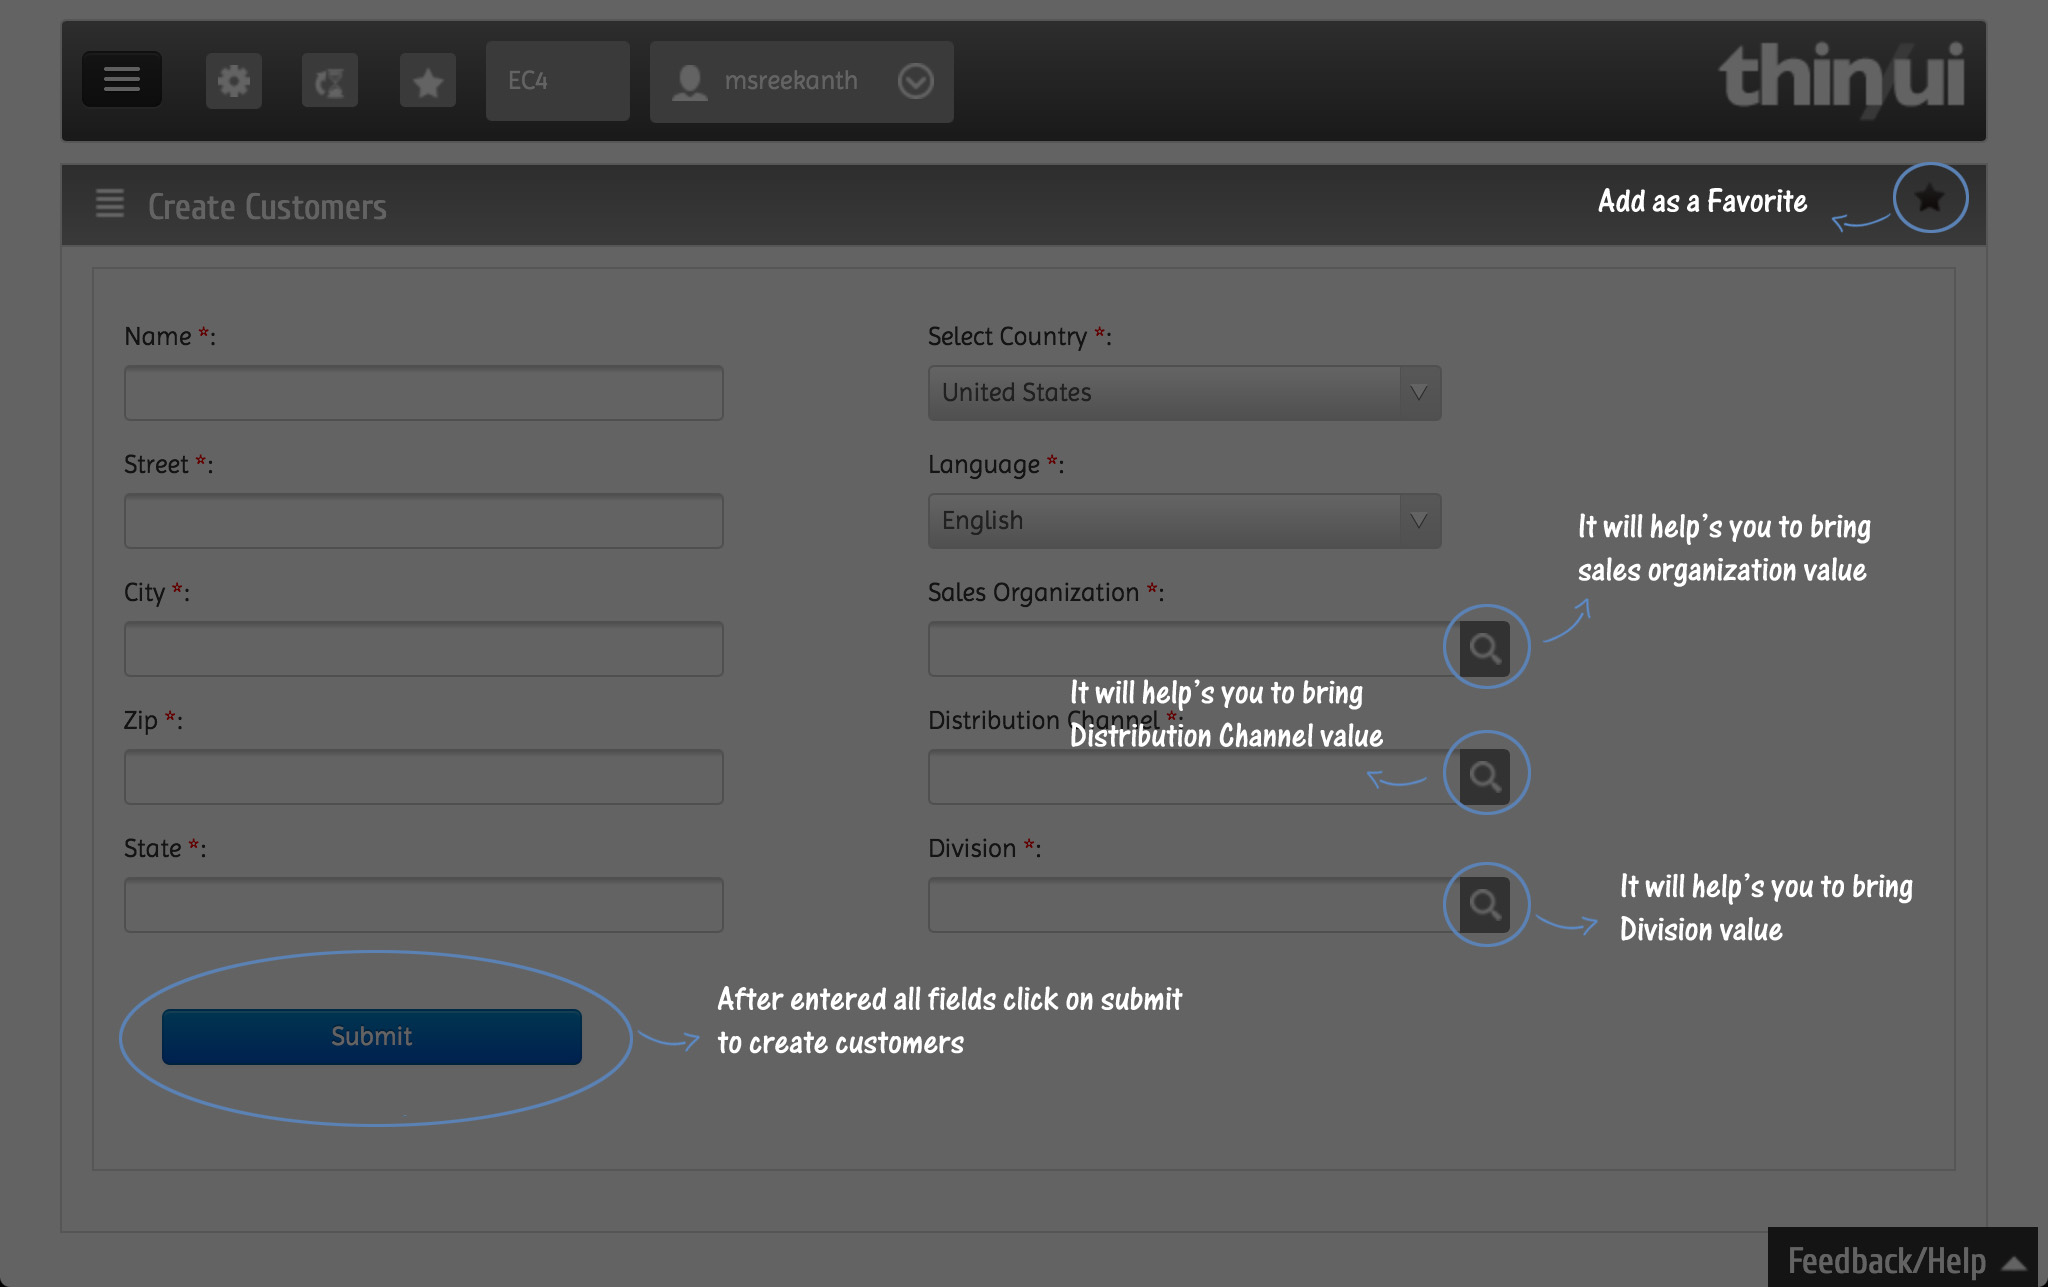 EC4
msreekanth
thin/ui
Create Customers
Add as a Favorite
Name *:
Select Country *:
United States
Street *:
Language *:
English
It will help's you to bring
sales organization value
City *:
Sales Organization *:
It will help's you to bring
Distribution Channel value
Zip *:
Distribution Channel *:
State *:
Division *:
It will help's you to bring
Division value
Submit
After entered all fields click on submit
to create customers
Feedback/Help